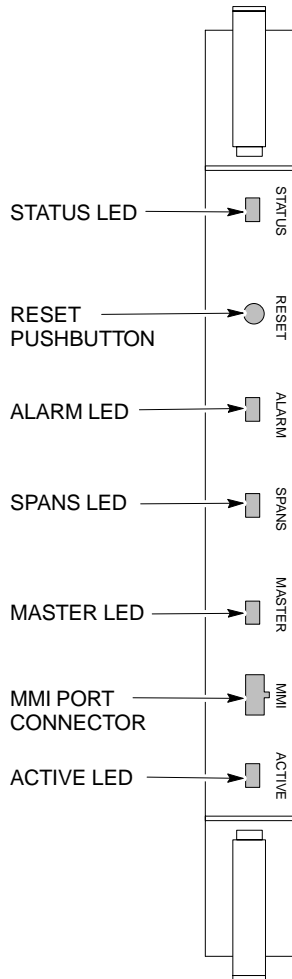 STATUS LED
STATUS
RESET
PUSHBUTTON
RESET
ALARM LED
ALARM
SPANS LED
SPANS
MASTER LED
MASTER
MMI PORT
CONNECTOR
MMI
ACTIVE LED
ACTIVE